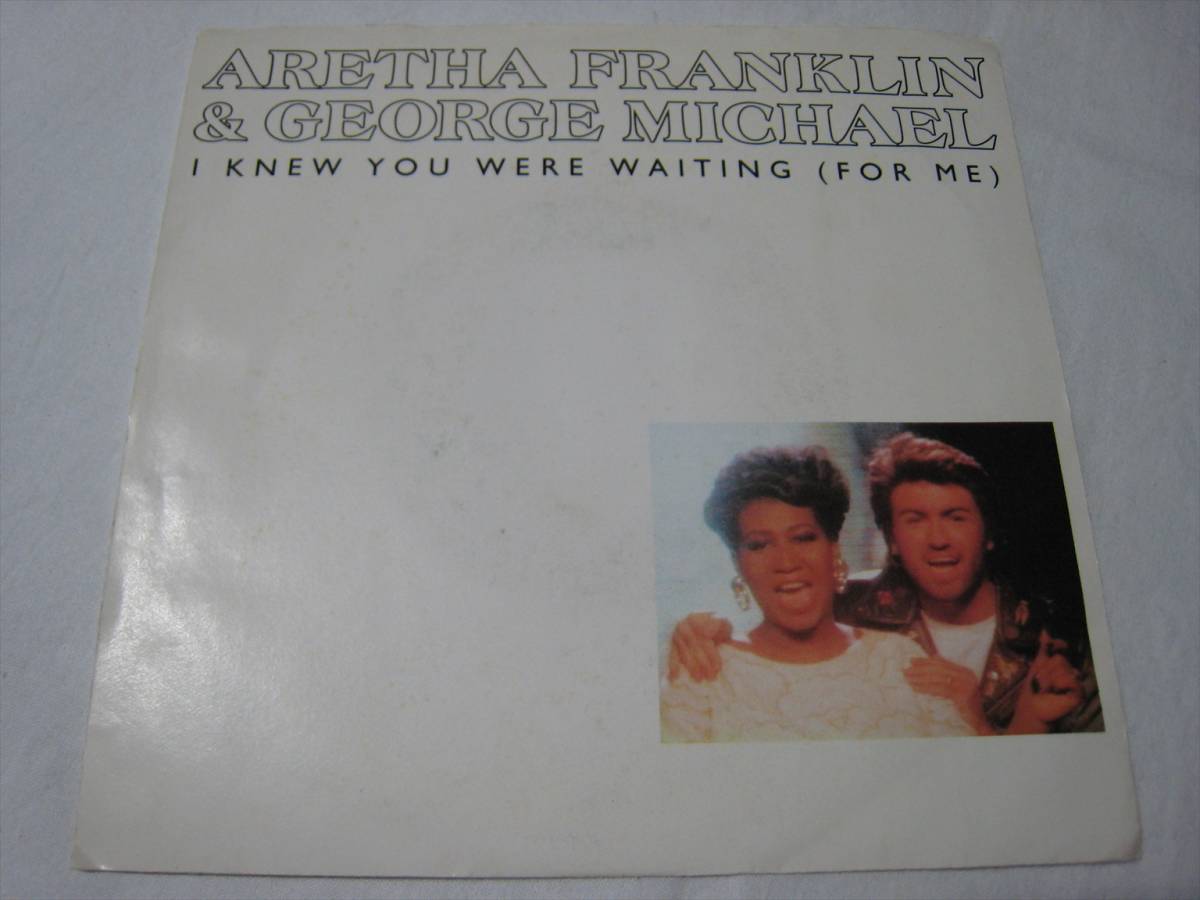 ARETHA FRANKLIN
& GEORGE MICHAEL
I KNEW YOU WERE WAITING (FOR ME)